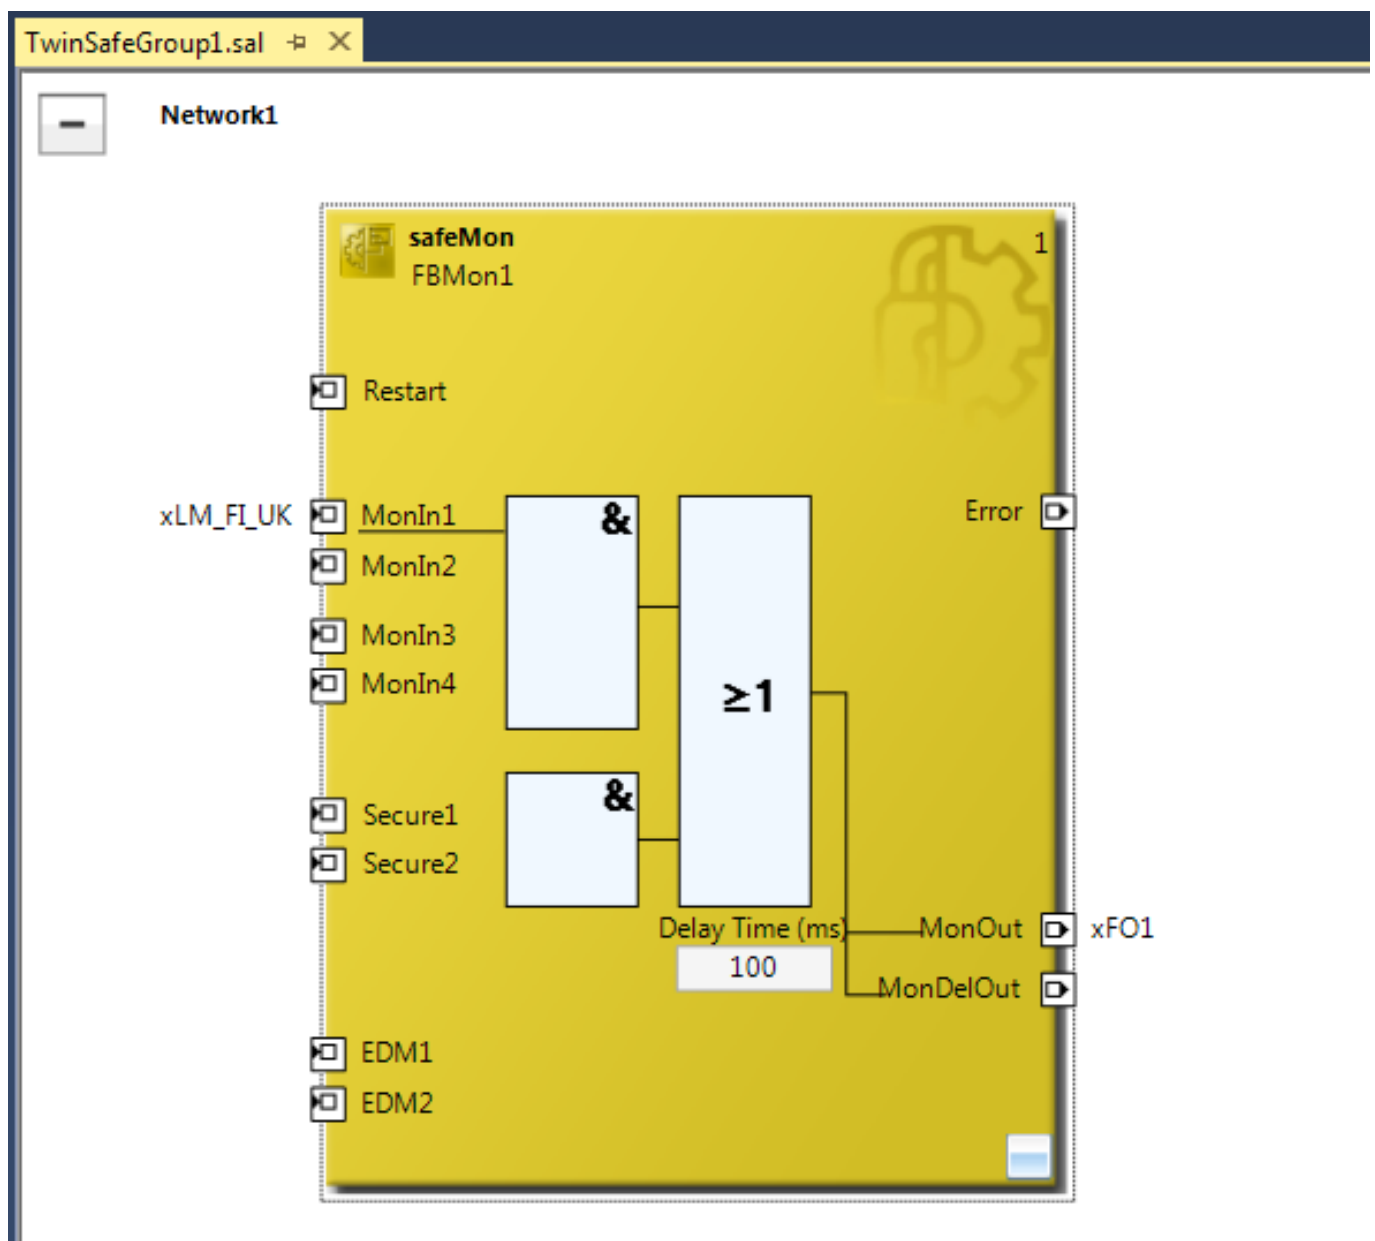 TwinSafeGroup1.sal
Network1
safeMon
FBMon1
1
Restart
xLM_FI_UK
MonIn1
&
Error
MonIn2
MonIn3
MonIn4
≥1
&
Secure1
Secure2
Delay Time (ms)
MonOut
xFO1
100
MonDelOut
EDM1
EDM2